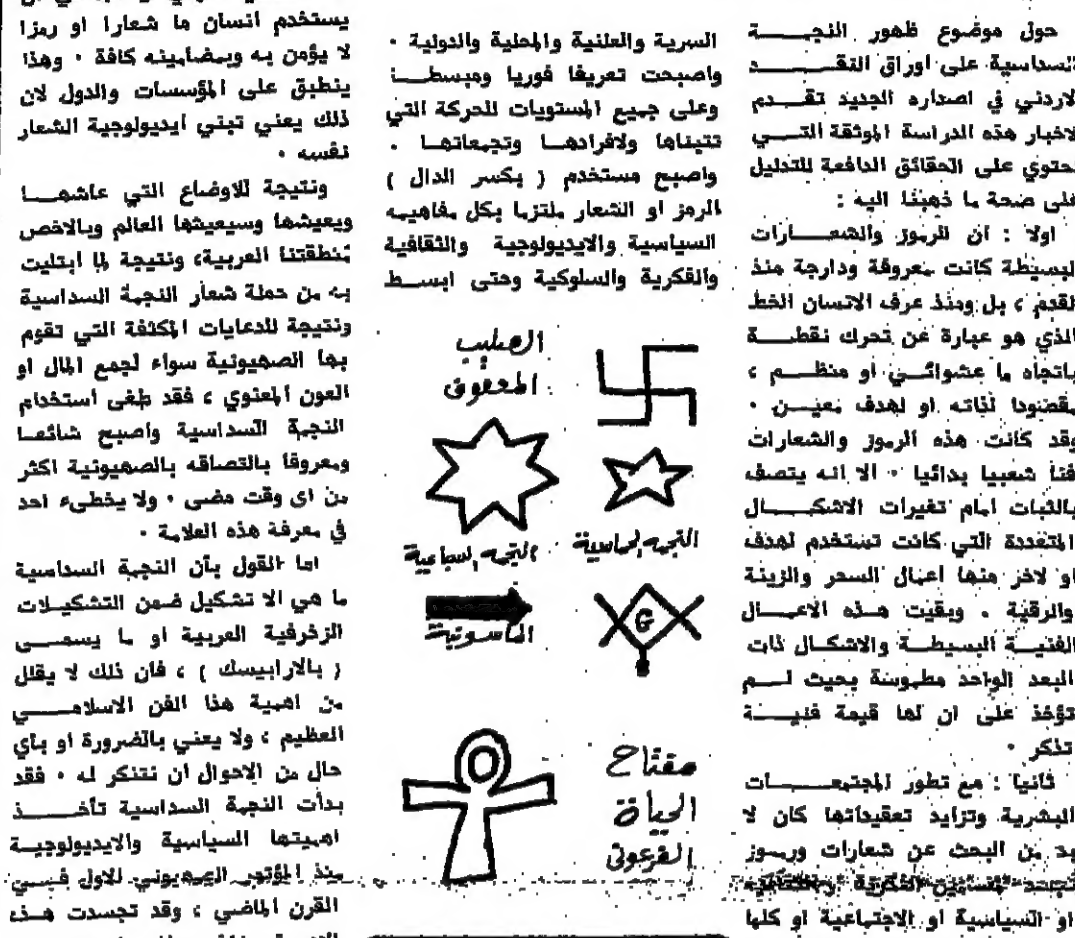 حول موضوع ظهور النجمة
السداسية على اوراق النقد
الاردني في اصداره الجديد تقدم
الاخبار هذه الدراسة الموثقة التي
تحتوي على الحقائق الدافعة للتدليل
على صحة ما ذهبنا اليه :
اولا : ان للرموز والشعارات
البسيطة كانت معروفة ودارجة منذ
القدم ، بل ومنذ عرف الانسان الخط
الذي هو عبارة عن تحرك نقطة
باتجاه ما عشوائي او منظم ،
مقصودا لذاته او لهدف معين .
وقد كانت هذه الرموز والشعارات
فنا شعبيا بدائيا . الا انه يتصف
بالثبات امام تغيرات الاشكال
المتعددة التي كانت تستخدم لهدف
او لاخر منها اعمال السحر والزينة
والرقية . وبقيت هذه الاعمال
الفنية البسيطة والاشكال ذات
البعد الواحد مطموسة بحيث لم
تؤخذ على ان لها قيمة فنية
تذكر .
ثانيا : مع تطور المجتمعات
البشرية وتزايد تعقيداتها كان لا
بد من البحث عن شعارات ورموز
تجسد الفكرية
او السياسية او الاجتماعية او كلها
السرية والعلنية والمحلية والدولية .
واصبحت تعريفا فوريا ومبسطا
وعلى جميع المستويات للحركة التي
تتبناها ولافرادها وتجمعاتها .
واصبح مستخدم ( بكسر الدال )
الرمز او الشعار ملتزما بكل مفاهيمه
السياسية والايديولوجية والثقافية
والفكرية والسلوكية وحتى ابسط
الصليب
المعقوف
النجمه الخماسية
النجمه السباعية
G
الماسونية
مفتاح
الحياة
الفرعوني
يستخدم انسان ما شعارا او رمزا
لا يؤمن به وبمضامينه كافة . وهذا
ينطبق على المؤسسات والدول لان
ذلك يعني تبني ايديولوجية الشعار
نفسه .
ونتيجة للاوضاع التي عاشها
ويعيشها وسيعيشها العالم وبالاخص
منطقتنا العربية، ونتيجة لما ابتليت
به من حملة شعار النجمة السداسية
ونتيجة للدعايات المكثفة التي تقوم
بها الصهيونية سواء لجمع المال او
العون المعنوي ، فقد طغى استخدام
النجمة السداسية واصبح شائعا
ومعروفا بالتصاقه بالصهيونية اكثر
من اى وقت مضى . ولا يخطىء احد
في معرفة هذه العلامة .
اما القول بأن النجمة السداسية
ما هي الا تشكيل ضمن التشكيلات
الزخرفية العربية او ما يسمى
( بالارابيسك ) ، فان ذلك لا يقلل
من اهمية هذا الفن الاسلامي
العظيم ، ولا يعني بالضرورة او بأي
حال من الاحوال ان نتنكر له . فقد
بدأت النجمة السداسية تأخذ
اهميتها السياسية والايديولوجية
منذ المؤتمر الصهيوني الاول في
القرن الماضي ، وقد تجسدت هذه